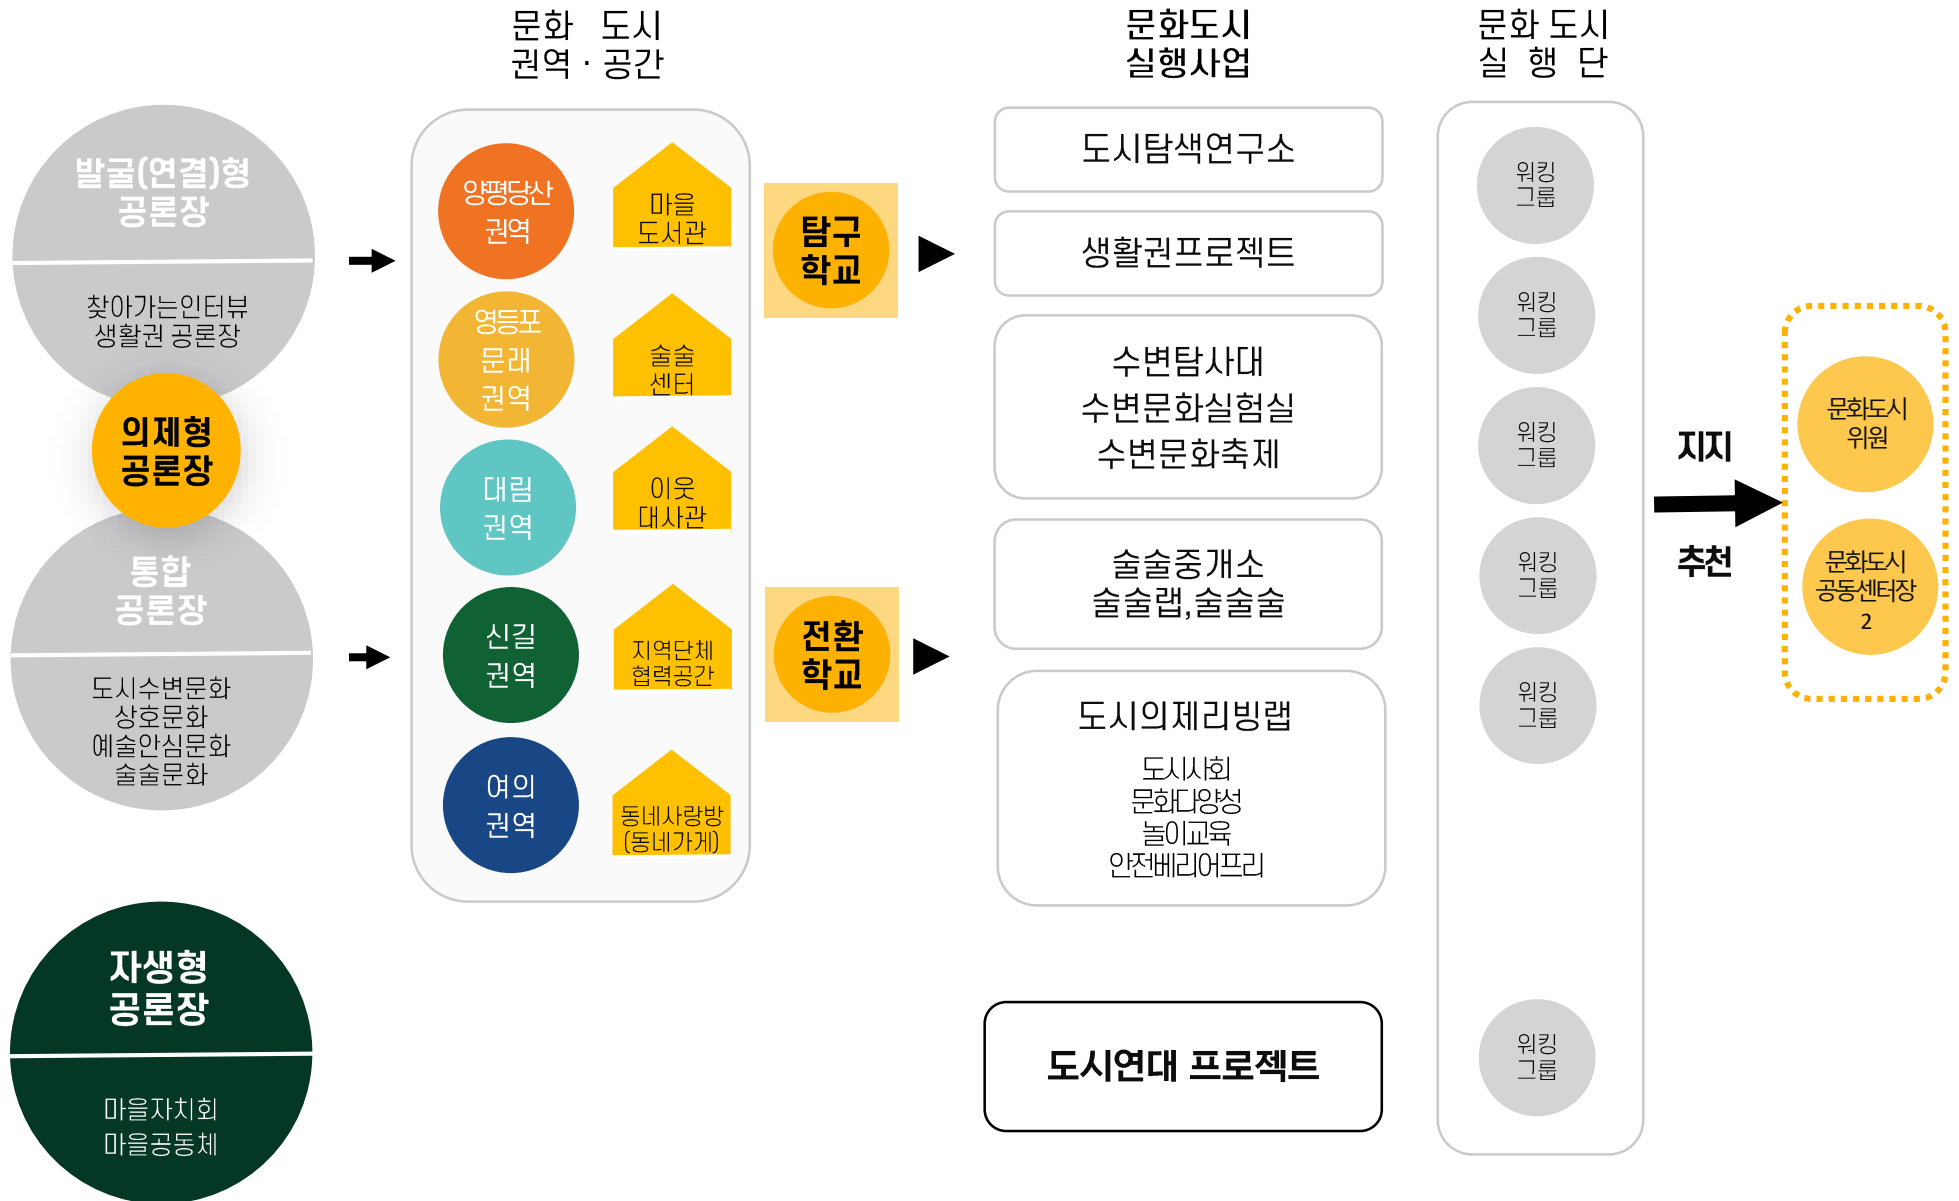 문화 도시
권역 · 공간
문화도시
실행사업
문화 도시
실 행 단
발굴(연결)형
공론장
찾아가는인터뷰
생활권 공론장
의제형
공론장
통합
공론장
도시수변문화
상호문화
예술안심문화
술술문화
자생형
공론장
마을자치회
마을공동체
양평당산
권역
영등포
문래
권역
대림
권역
신길
권역
여의
권역
마을
도서관
술술
센터
이웃
대사관
지역단체
협력공간
동네사랑방
(동네가게)
탐구
학교
전환
학교
도시탐색연구소
생활권프로젝트
수변탐사대
수변문화실험실
수변문화축제
술술중개소
술술랩,술술술
도시의제리빙랩
도시사회
문화다양성
놀이교육
안전베리어프리
도시연대 프로젝트
워킹
그룹
워킹
그룹
워킹
그룹
워킹
그룹
워킹
그룹
워킹
그룹
지지
추천
문화도시
위원
문화도시
공동센터장
2